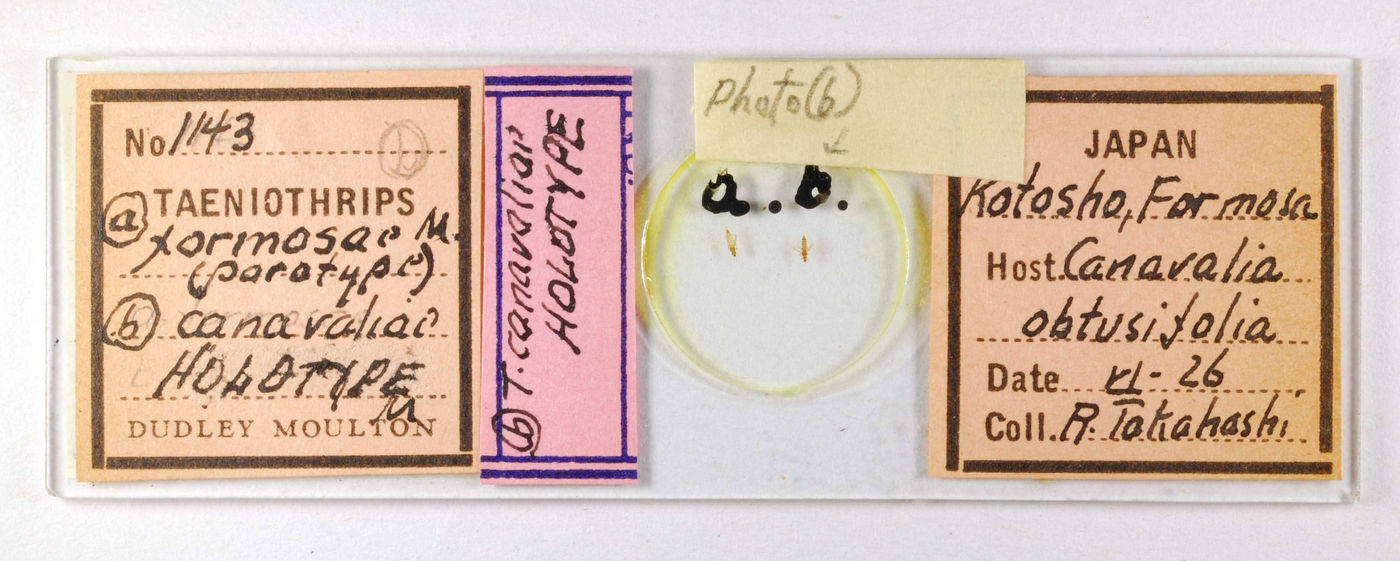 No 1143
(b)
(a) TAENIOTHRIPS
formosae M.
(paratype)
(b) canavaliae
HOLOTYPE
M
DUDLEY MOULTON
(b) T. canavaliae
HOLOTYPE
Photo (b)
a. b.
JAPAN
Kotosho, Formosa
Host Canavalia
obtusifolia
Date VI-26
Coll. R. Takahashi